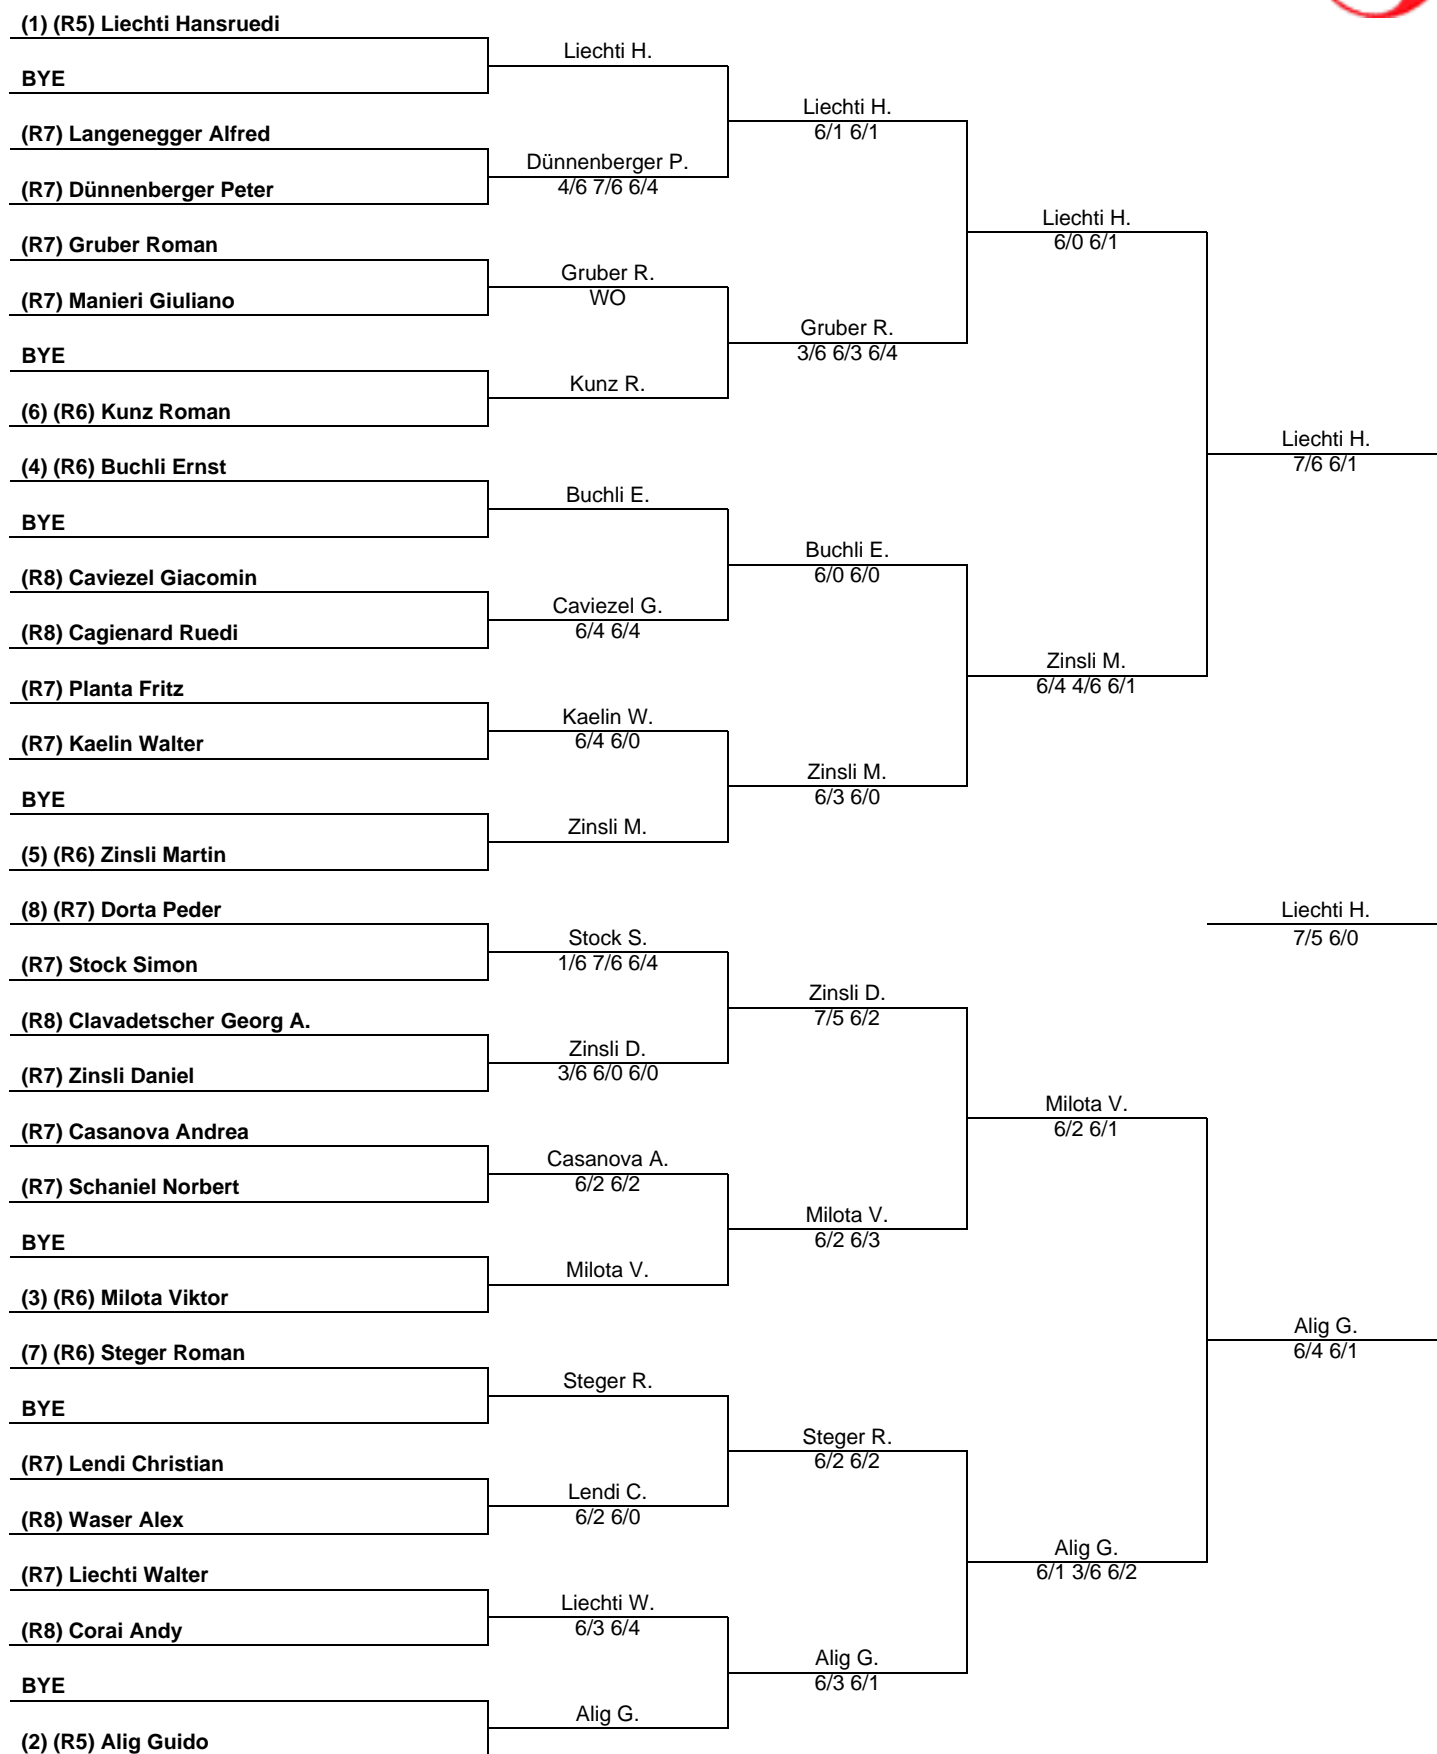 (1) (R5) Liechti Hansruedi
BYE
(R7) Langenegger Alfred
(R7) Dünnenberger Peter
(R7) Gruber Roman
(R7) Manieri Giuliano
BYE
(6) (R6) Kunz Roman
(4) (R6) Buchli Ernst
BYE
(R8) Caviezel Giacomin
(R8) Cagienard Ruedi
(R7) Planta Fritz
(R7) Kaelin Walter
BYE
(5) (R6) Zinsli Martin
(8) (R7) Dorta Peder
(R7) Stock Simon
(R8) Clavadetscher Georg A.
(R7) Zinsli Daniel
(R7) Casanova Andrea
(R7) Schaniel Norbert
BYE
(3) (R6) Milota Viktor
(7) (R6) Steger Roman
BYE
(R7) Lendi Christian
(R8) Waser Alex
(R7) Liechti Walter
(R8) Corai Andy
BYE
(2) (R5) Alig Guido
Liechti H.
Dünnenberger P.
4/6 7/6 6/4
Gruber R.
WO
Kunz R.
Buchli E.
Caviezel G.
6/4 6/4
Kaelin W.
6/4 6/0
Zinsli M.
Stock S.
1/6 7/6 6/4
Zinsli D.
3/6 6/0 6/0
Casanova A.
6/2 6/2
Milota V.
Steger R.
Lendi C.
6/2 6/0
Liechti W.
6/3 6/4
Alig G.
Liechti H.
6/1 6/1
Gruber R.
3/6 6/3 6/4
Buchli E.
6/0 6/0
Zinsli M.
6/3 6/0
Zinsli D.
7/5 6/2
Milota V.
6/2 6/3
Steger R.
6/2 6/2
Alig G.
6/3 6/1
Liechti H.
6/0 6/1
Zinsli M.
6/4 4/6 6/1
Milota V.
6/2 6/1
Alig G.
6/1 3/6 6/2
Liechti H.
7/6 6/1
Liechti H.
7/5 6/0
Alig G.
6/4 6/1